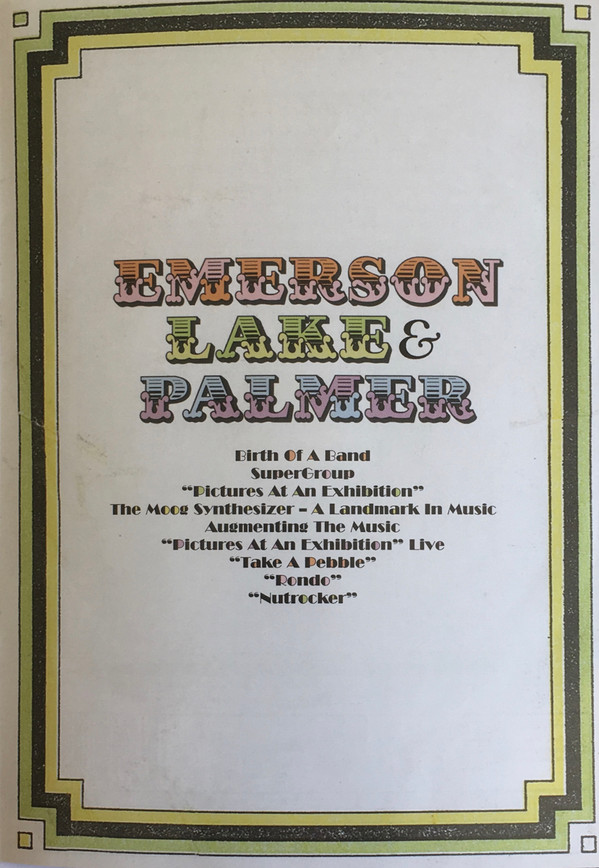 EMERSON
LAKE &
PALMER
Birth Of A Band
SuperGroup
“Pictures At An Exhibition”
The Moog Synthesizer - A Landmark In Music
Augmenting The Music
“Pictures At An Exhibition” Live
“Take A Pebble”
“Rondo”
“Nutrocker”